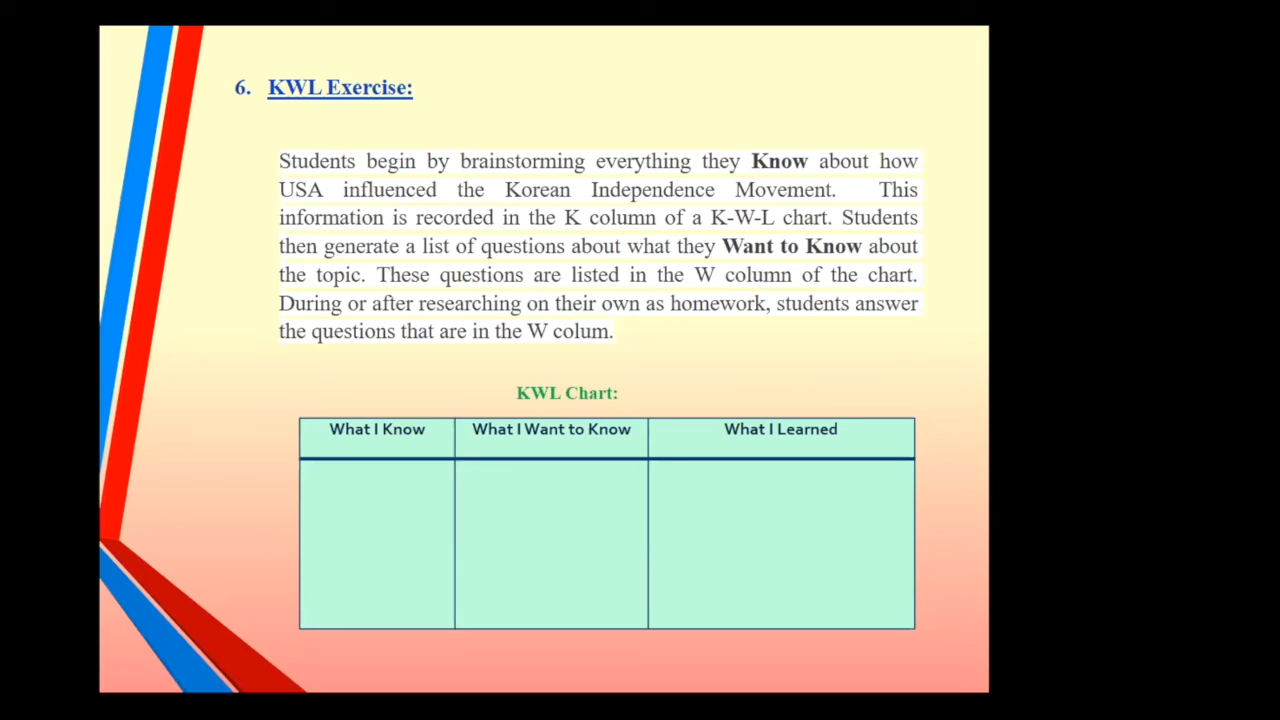 6. KWL Exercise:
Students begin by brainstorming everything they Know about how
USA influenced the Korean Independence Movement. This
information is recorded in the K column of a K-W-L chart. Students
then generate a list of questions about what they Want to Know about
the topic. These questions are listed in the W column of the chart.
During or after researching on their own as homework, students answer
the questions that are in the W colum.
KWL Chart:
What I Know What I Want to Know What I Learned